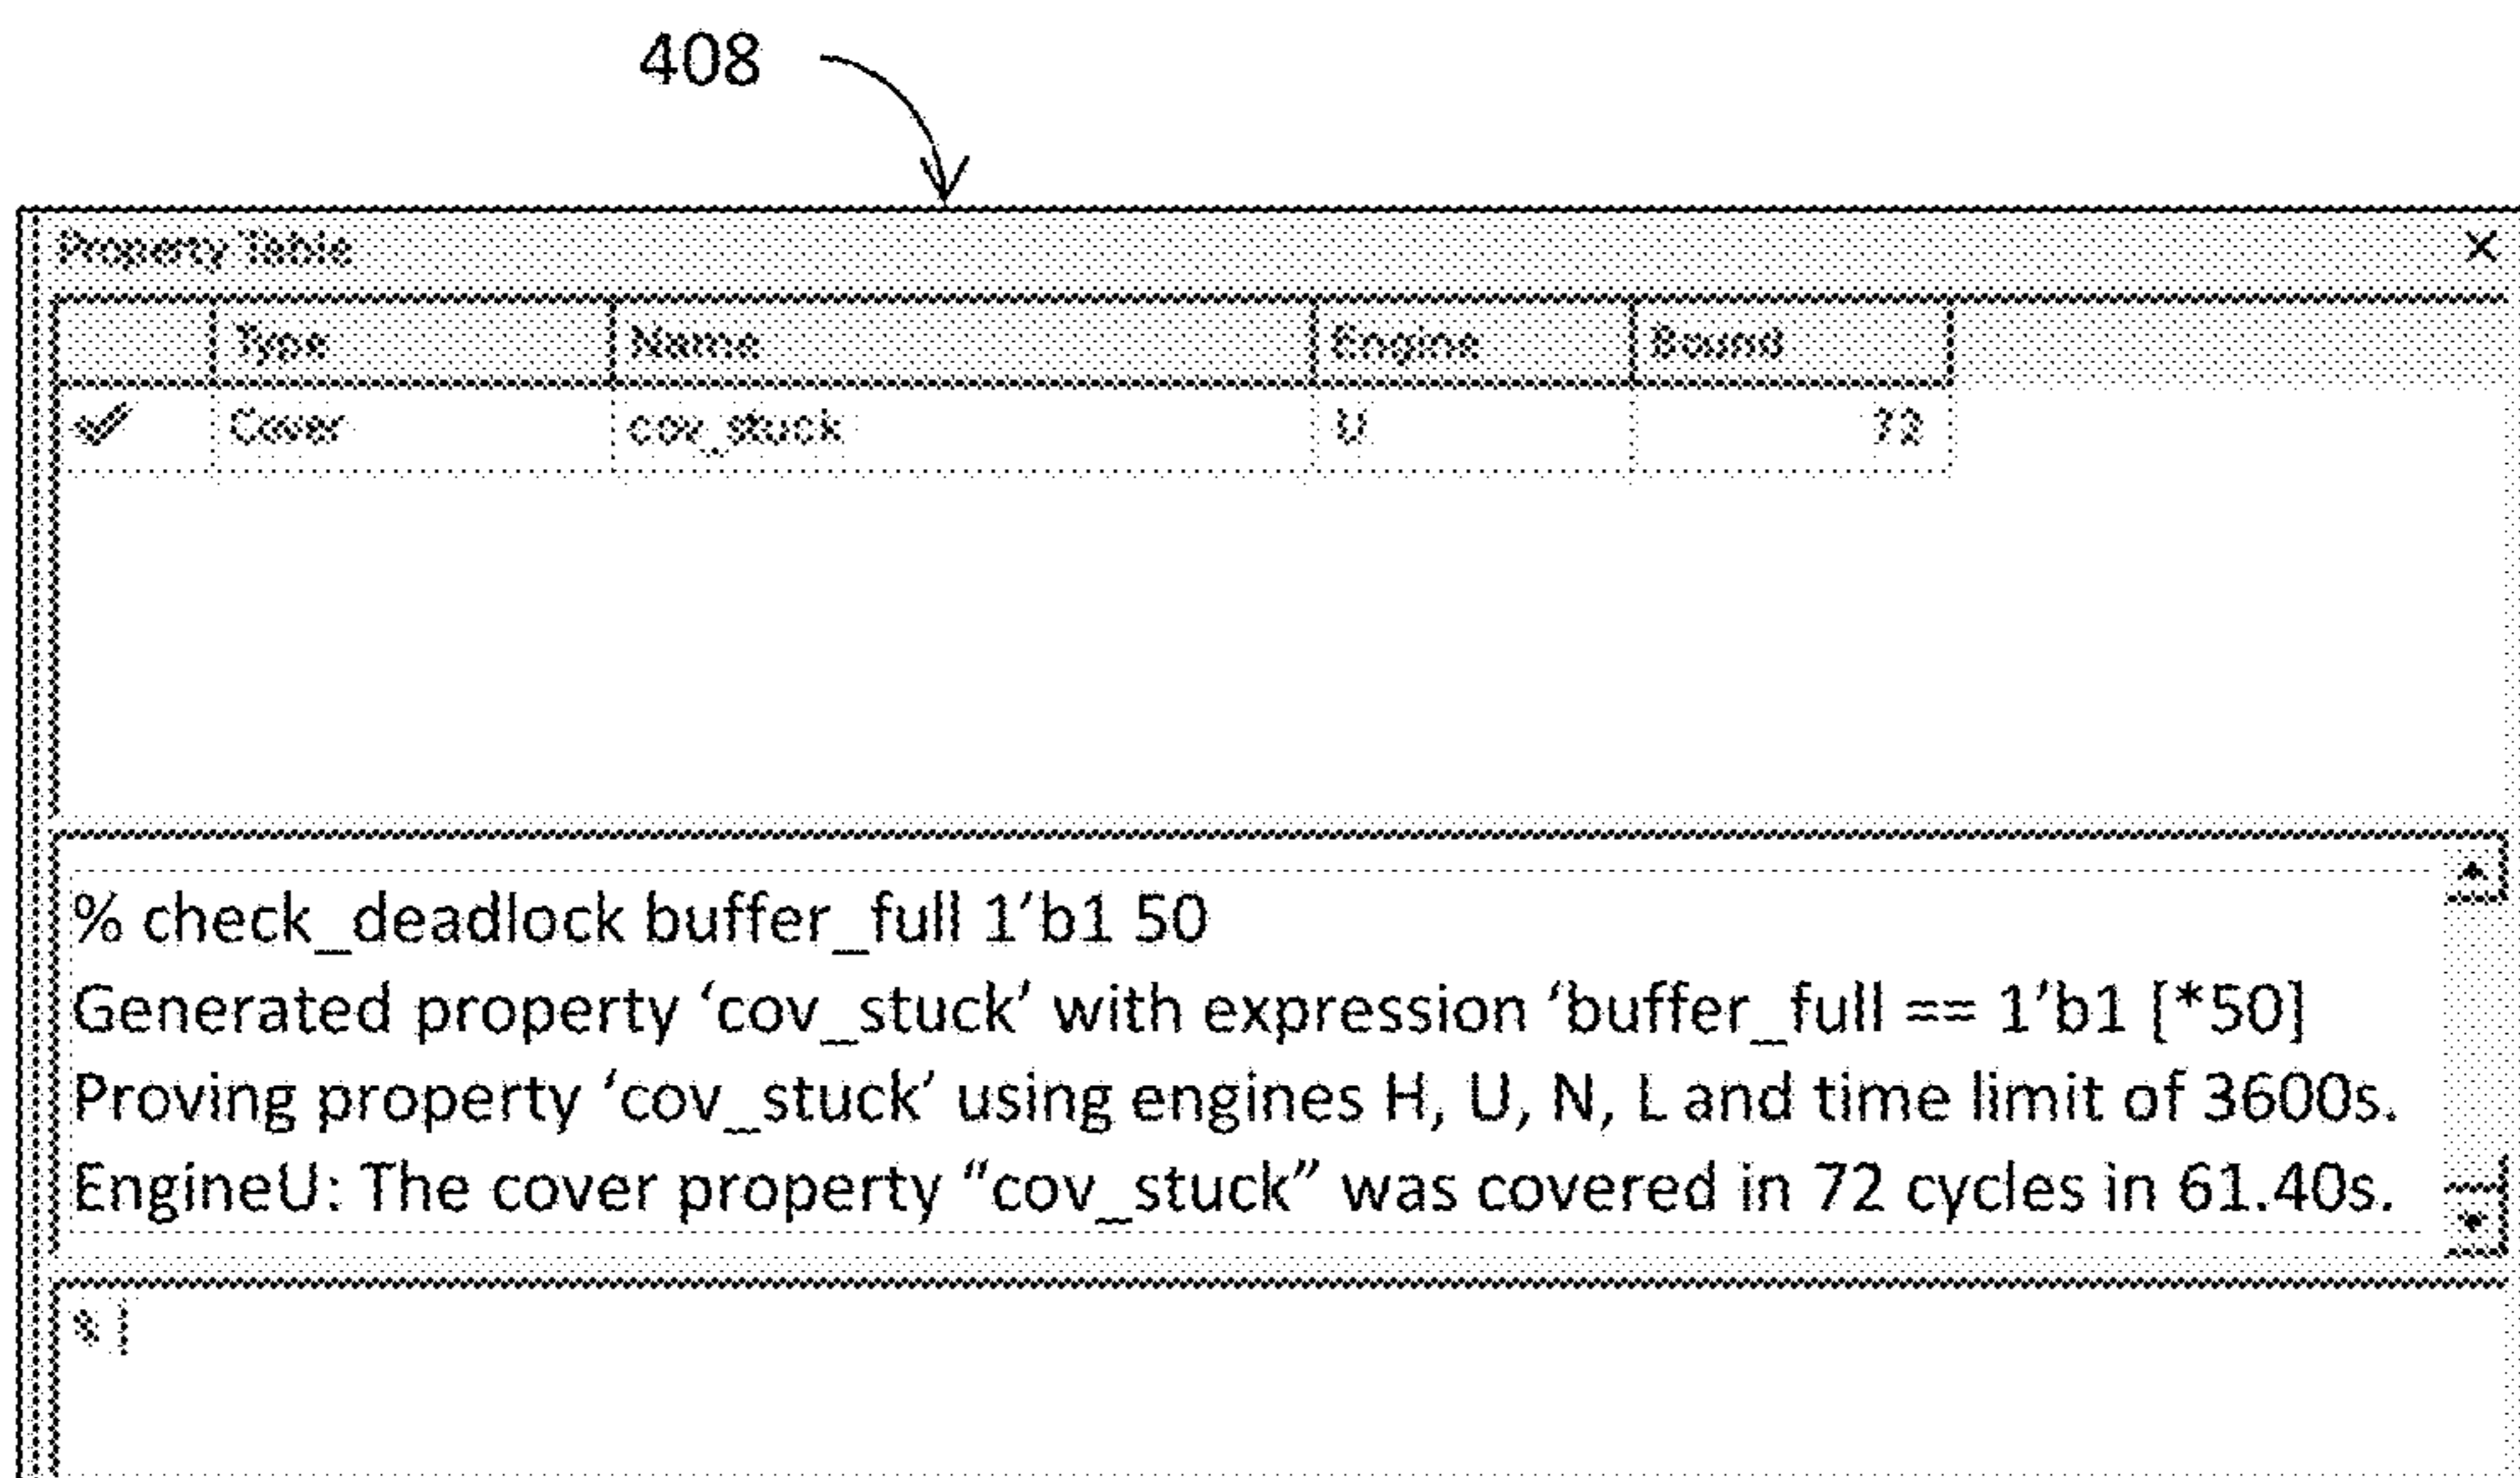 408
Property Table ×
Type Name Engine Bound
Cover cov_stuck U 72
% check_deadlock buffer_full 1’b1 50
Generated property ‘cov_stuck’ with expression ‘buffer_full == 1’b1 [*50]
Proving property ‘cov_stuck’ using engines H, U, N, L and time limit of 3600s.
EngineU: The cover property “cov_stuck” was covered in 72 cycles in 61.40s.
%